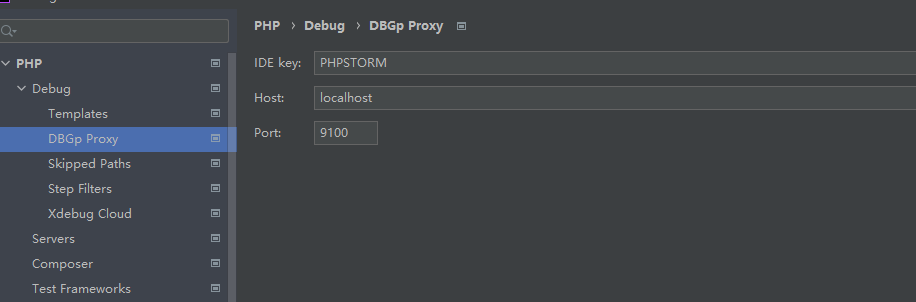 PHP
Debug
Templates
DBGp Proxy
Skipped Paths
Step Filters
Xdebug Cloud
Servers
Composer
Test Frameworks
PHP › Debug › DBGp Proxy
IDE key: PHPSTORM
Host: localhost
Port: 9100